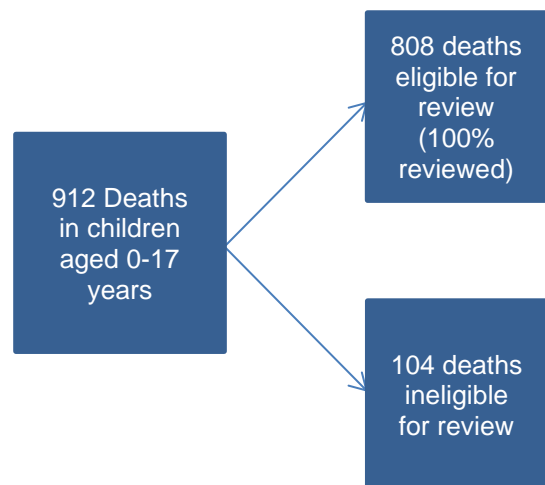 912 Deaths
in children
aged 0-17
years
808 deaths
eligible for
review
(100%
reviewed)
104 deaths
ineligible
for review